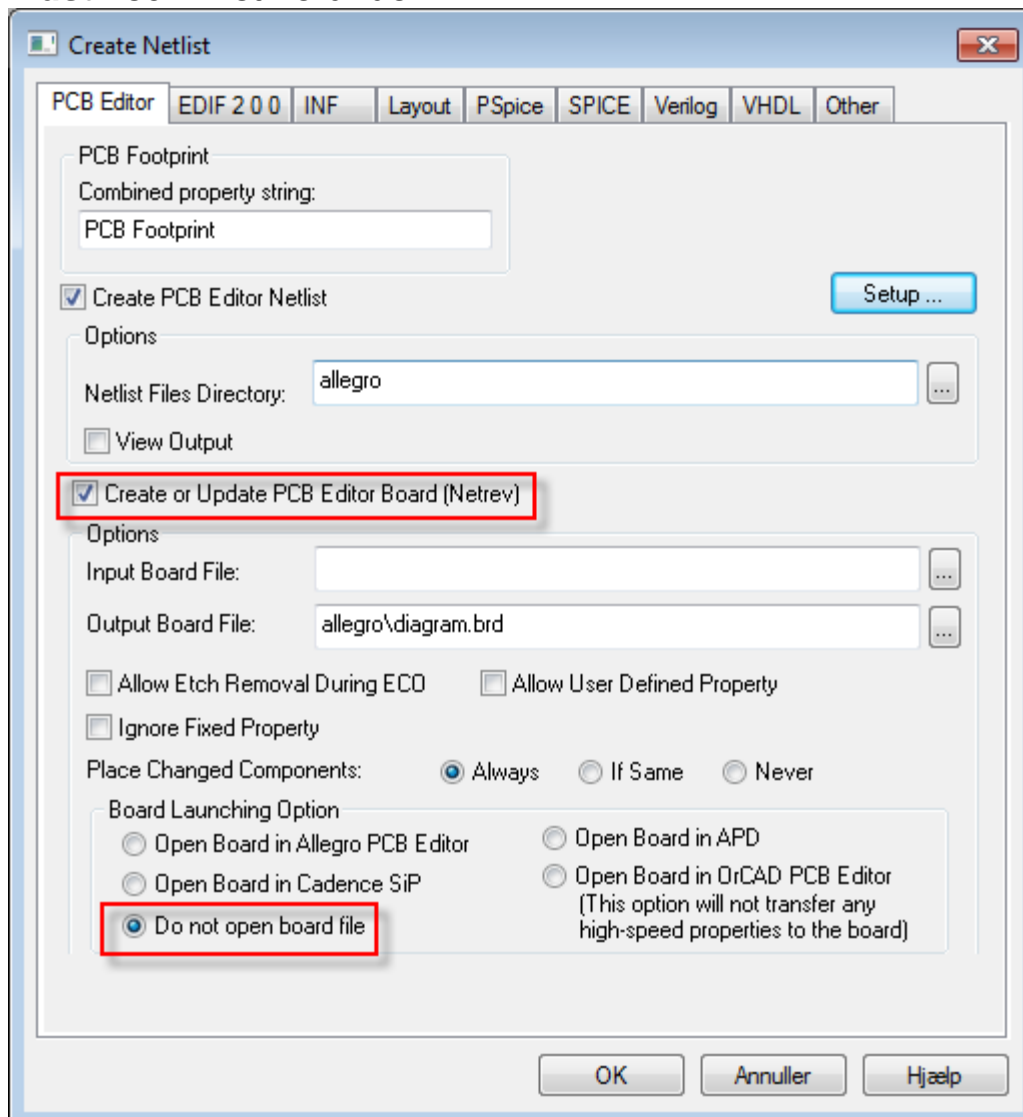 Create Netlist
PCB Editor EDIF 2 0 0 INF Layout PSpice SPICE Verilog VHDL Other
PCB Footprint
Combined property string:
PCB Footprint
Create PCB Editor Netlist
Setup ...
Options
Netlist Files Directory: allegro ...
View Output
Create or Update PCB Editor Board (Netrev)
Options
Input Board File: ...
Output Board File: allegro\diagram.brd ...
Allow Etch Removal During ECO Allow User Defined Property
Ignore Fixed Property
Place Changed Components: Always If Same Never
Board Launching Option
Open Board in Allegro PCB Editor
Open Board in APD
Open Board in Cadence SiP
Open Board in OrCAD PCB Editor
(This option will not transfer any
high-speed properties to the board)
Do not open board file
OK Annuller Hjælp